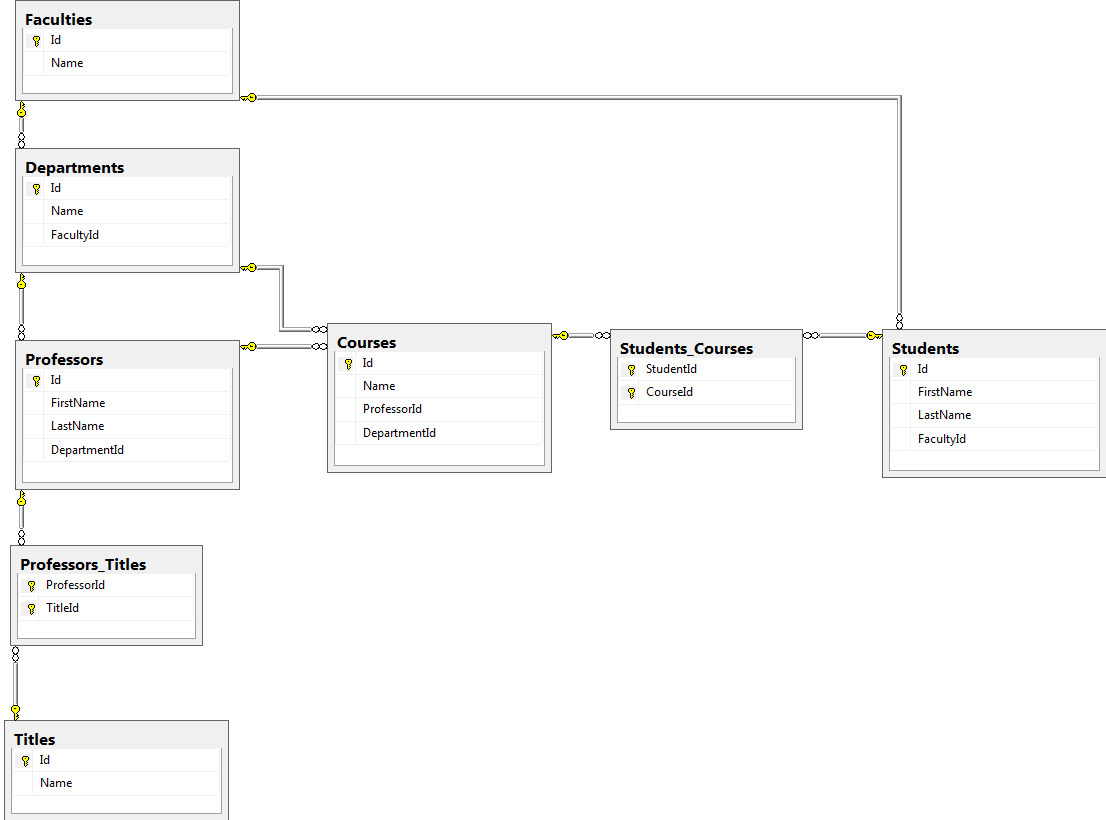 Faculties
Id
Name
Departments
Id
Name
FacultyId
Professors
Id
FirstName
LastName
DepartmentId
Courses
Id
Name
ProfessorId
DepartmentId
Students_Courses
StudentId
CourseId
Students
Id
FirstName
LastName
FacultyId
Professors_Titles
ProfessorId
TitleId
Titles
Id
Name